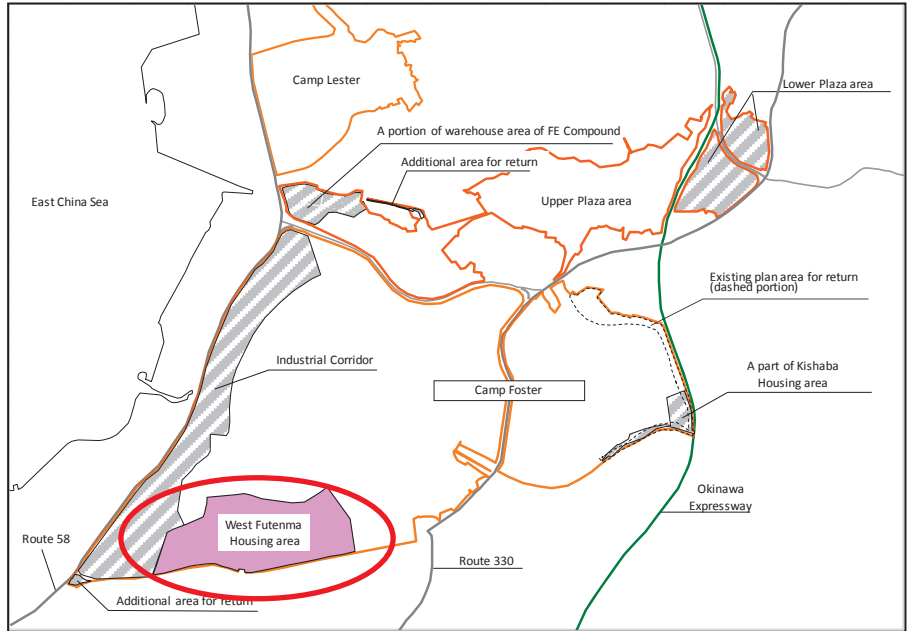 Camp Lester
Lower Plaza area
A portion of warehouse area of FE Compound
Additional area for return
East China Sea
Upper Plaza area
Existing plan area for return
(dashed portion)
Industrial Corridor
A part of Kishaba
Housing area
Camp Foster
Okinawa
Expressway
West Futenma
Housing area
Route 58
Route 330
Additional area for return